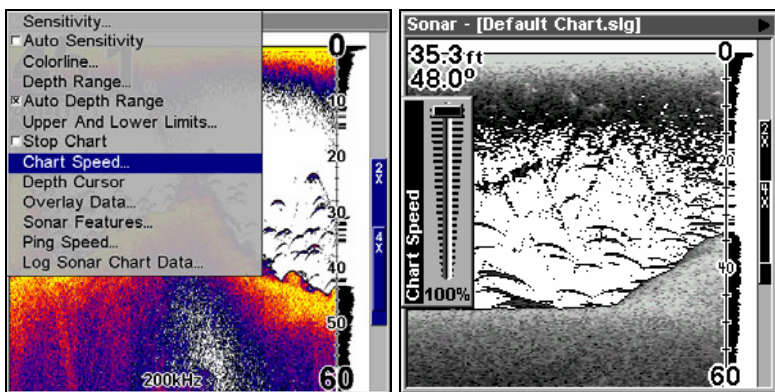 Sensitivity...
Auto Sensitivity
Colorline...
Depth Range...
Auto Depth Range
Upper And Lower Limits...
Stop Chart
Chart Speed...
Depth Cursor
Overlay Data...
Sonar Features...
Ping Speed...
Log Sonar Chart Data...
0
10
20
30
40
50
60
2X
4X
200kHz
Sonar - [Default Chart.slg]
35.3ft
48.0º
Chart Speed
100%
0
20
40
60
2X
4X